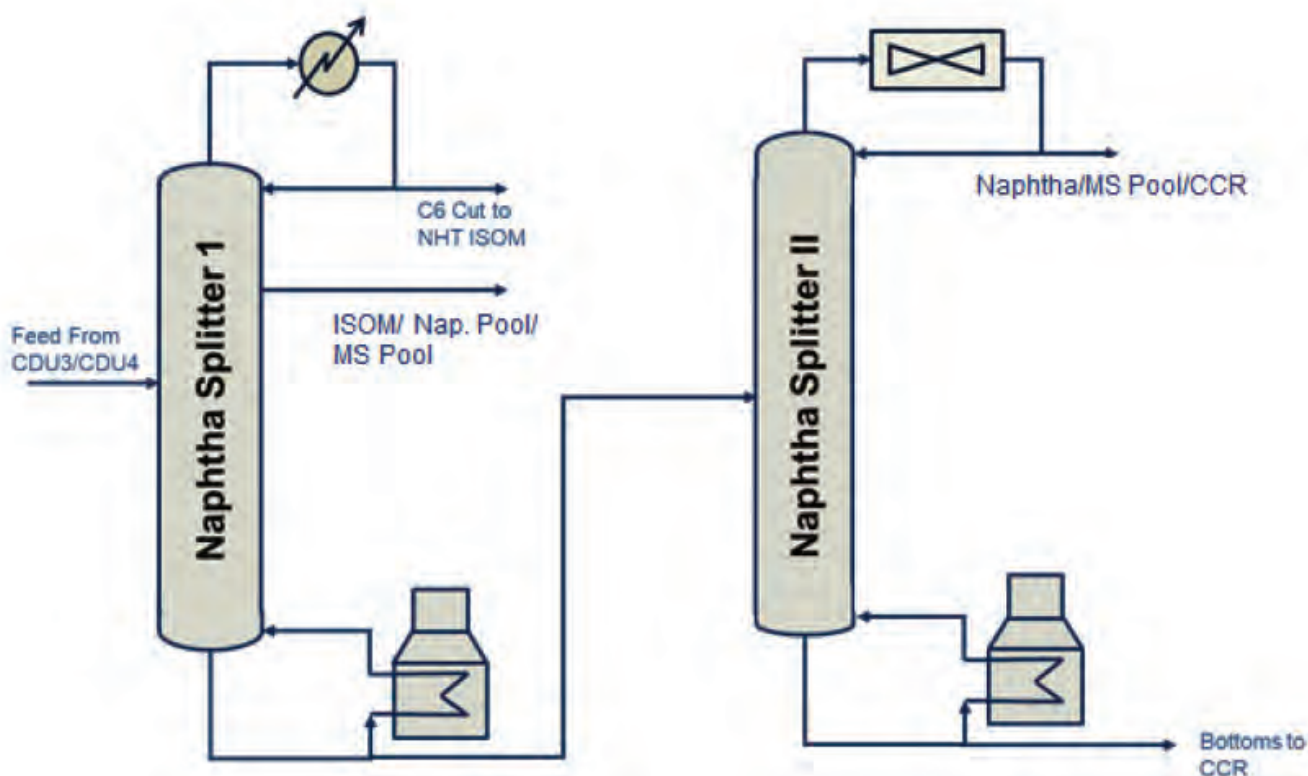 Naphtha Splitter 1
Naphtha Splitter II
Naphtha/MS Pool/CCR
C6 Cut to
NHT ISOM
ISOM/ Nap. Pool/
MS Pool
Feed From
CDU3/CDU4
Bottoms to
CCR